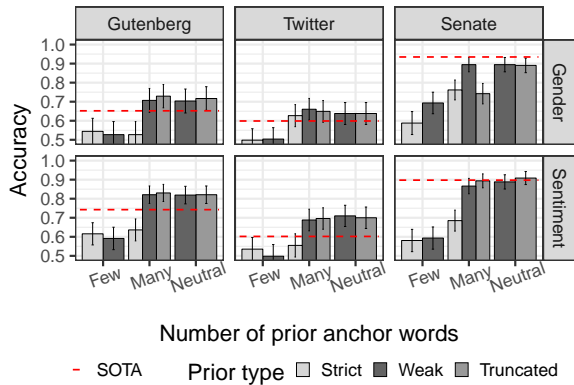 Gutenberg Twitter Senate
Accuracy
1.0
0.9
0.8
0.7
0.6
0.5
Gender
1.0
0.9
0.8
0.7
0.6
0.5
Sentiment
Few Many Neutral Few Many Neutral Few Many Neutral
Number of prior anchor words
SOTA Prior type Strict Weak Truncated